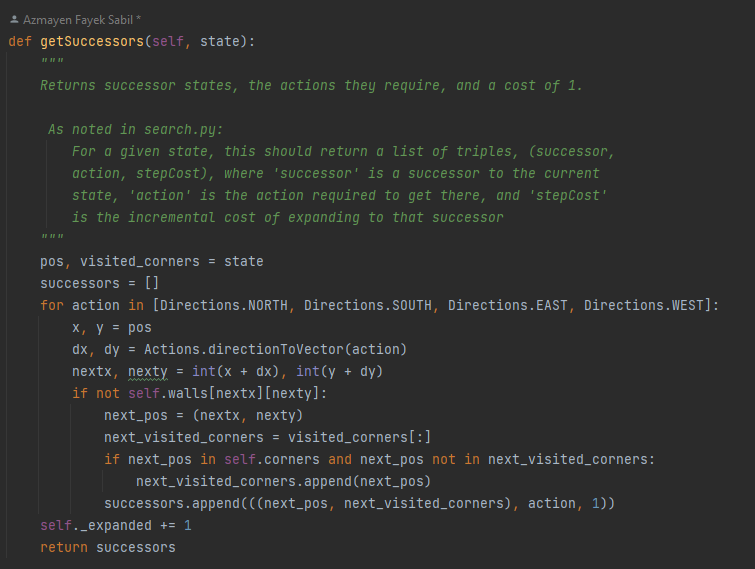 Azmayen Fayek Sabil *
def getSuccessors(self, state):
    """
    Returns successor states, the actions they require, and a cost of 1.

     As noted in search.py:
        For a given state, this should return a list of triples, (successor,
        action, stepCost), where 'successor' is a successor to the current
        state, 'action' is the action required to get there, and 'stepCost'
        is the incremental cost of expanding to that successor
    """
    pos, visited_corners = state
    successors = []
    for action in [Directions.NORTH, Directions.SOUTH, Directions.EAST, Directions.WEST]:
        x, y = pos
        dx, dy = Actions.directionToVector(action)
        nextx, nexty = int(x + dx), int(y + dy)
        if not self.walls[nextx][nexty]:
            next_pos = (nextx, nexty)
            next_visited_corners = visited_corners[:]
            if next_pos in self.corners and next_pos not in next_visited_corners:
                next_visited_corners.append(next_pos)
            successors.append(((next_pos, next_visited_corners), action, 1))
    self._expanded += 1
    return successors